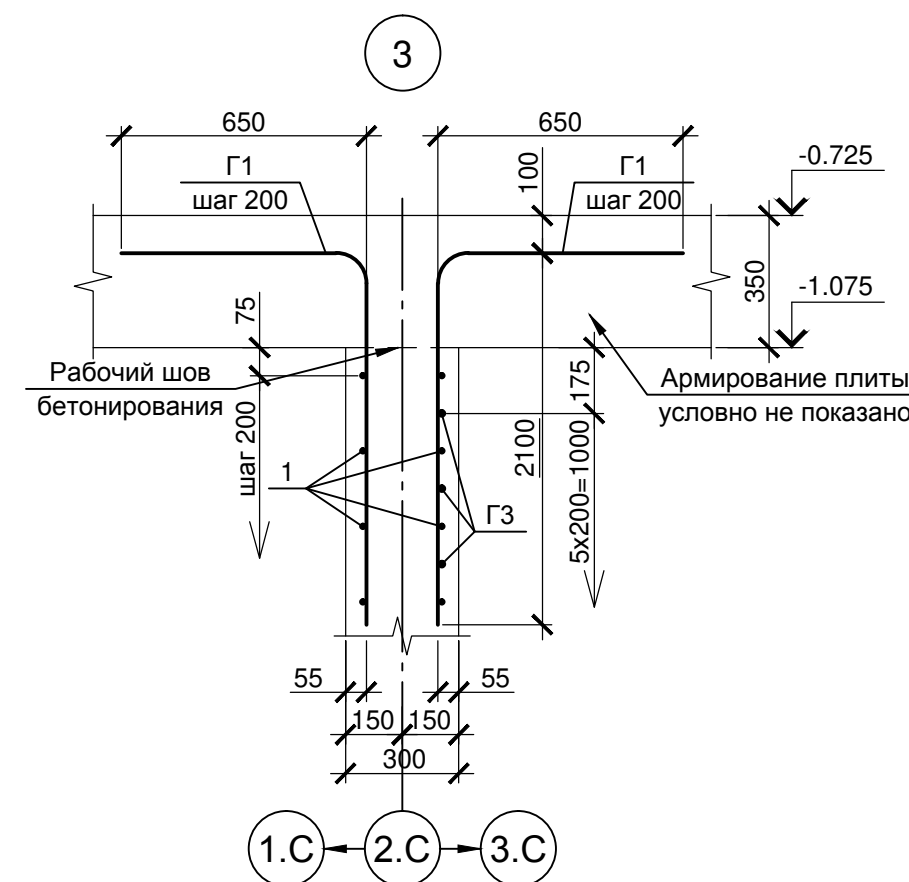 3
650
650
Г1
шаг 200
100
Г1
шаг 200
-0.725
350
-1.075
75
Рабочий шов
бетонирования
шаг 200
1
2100
Г3
175
5x200=1000
Армирование плиты
условно не показано
55
55
150
150
300
1.С
2.С
3.С